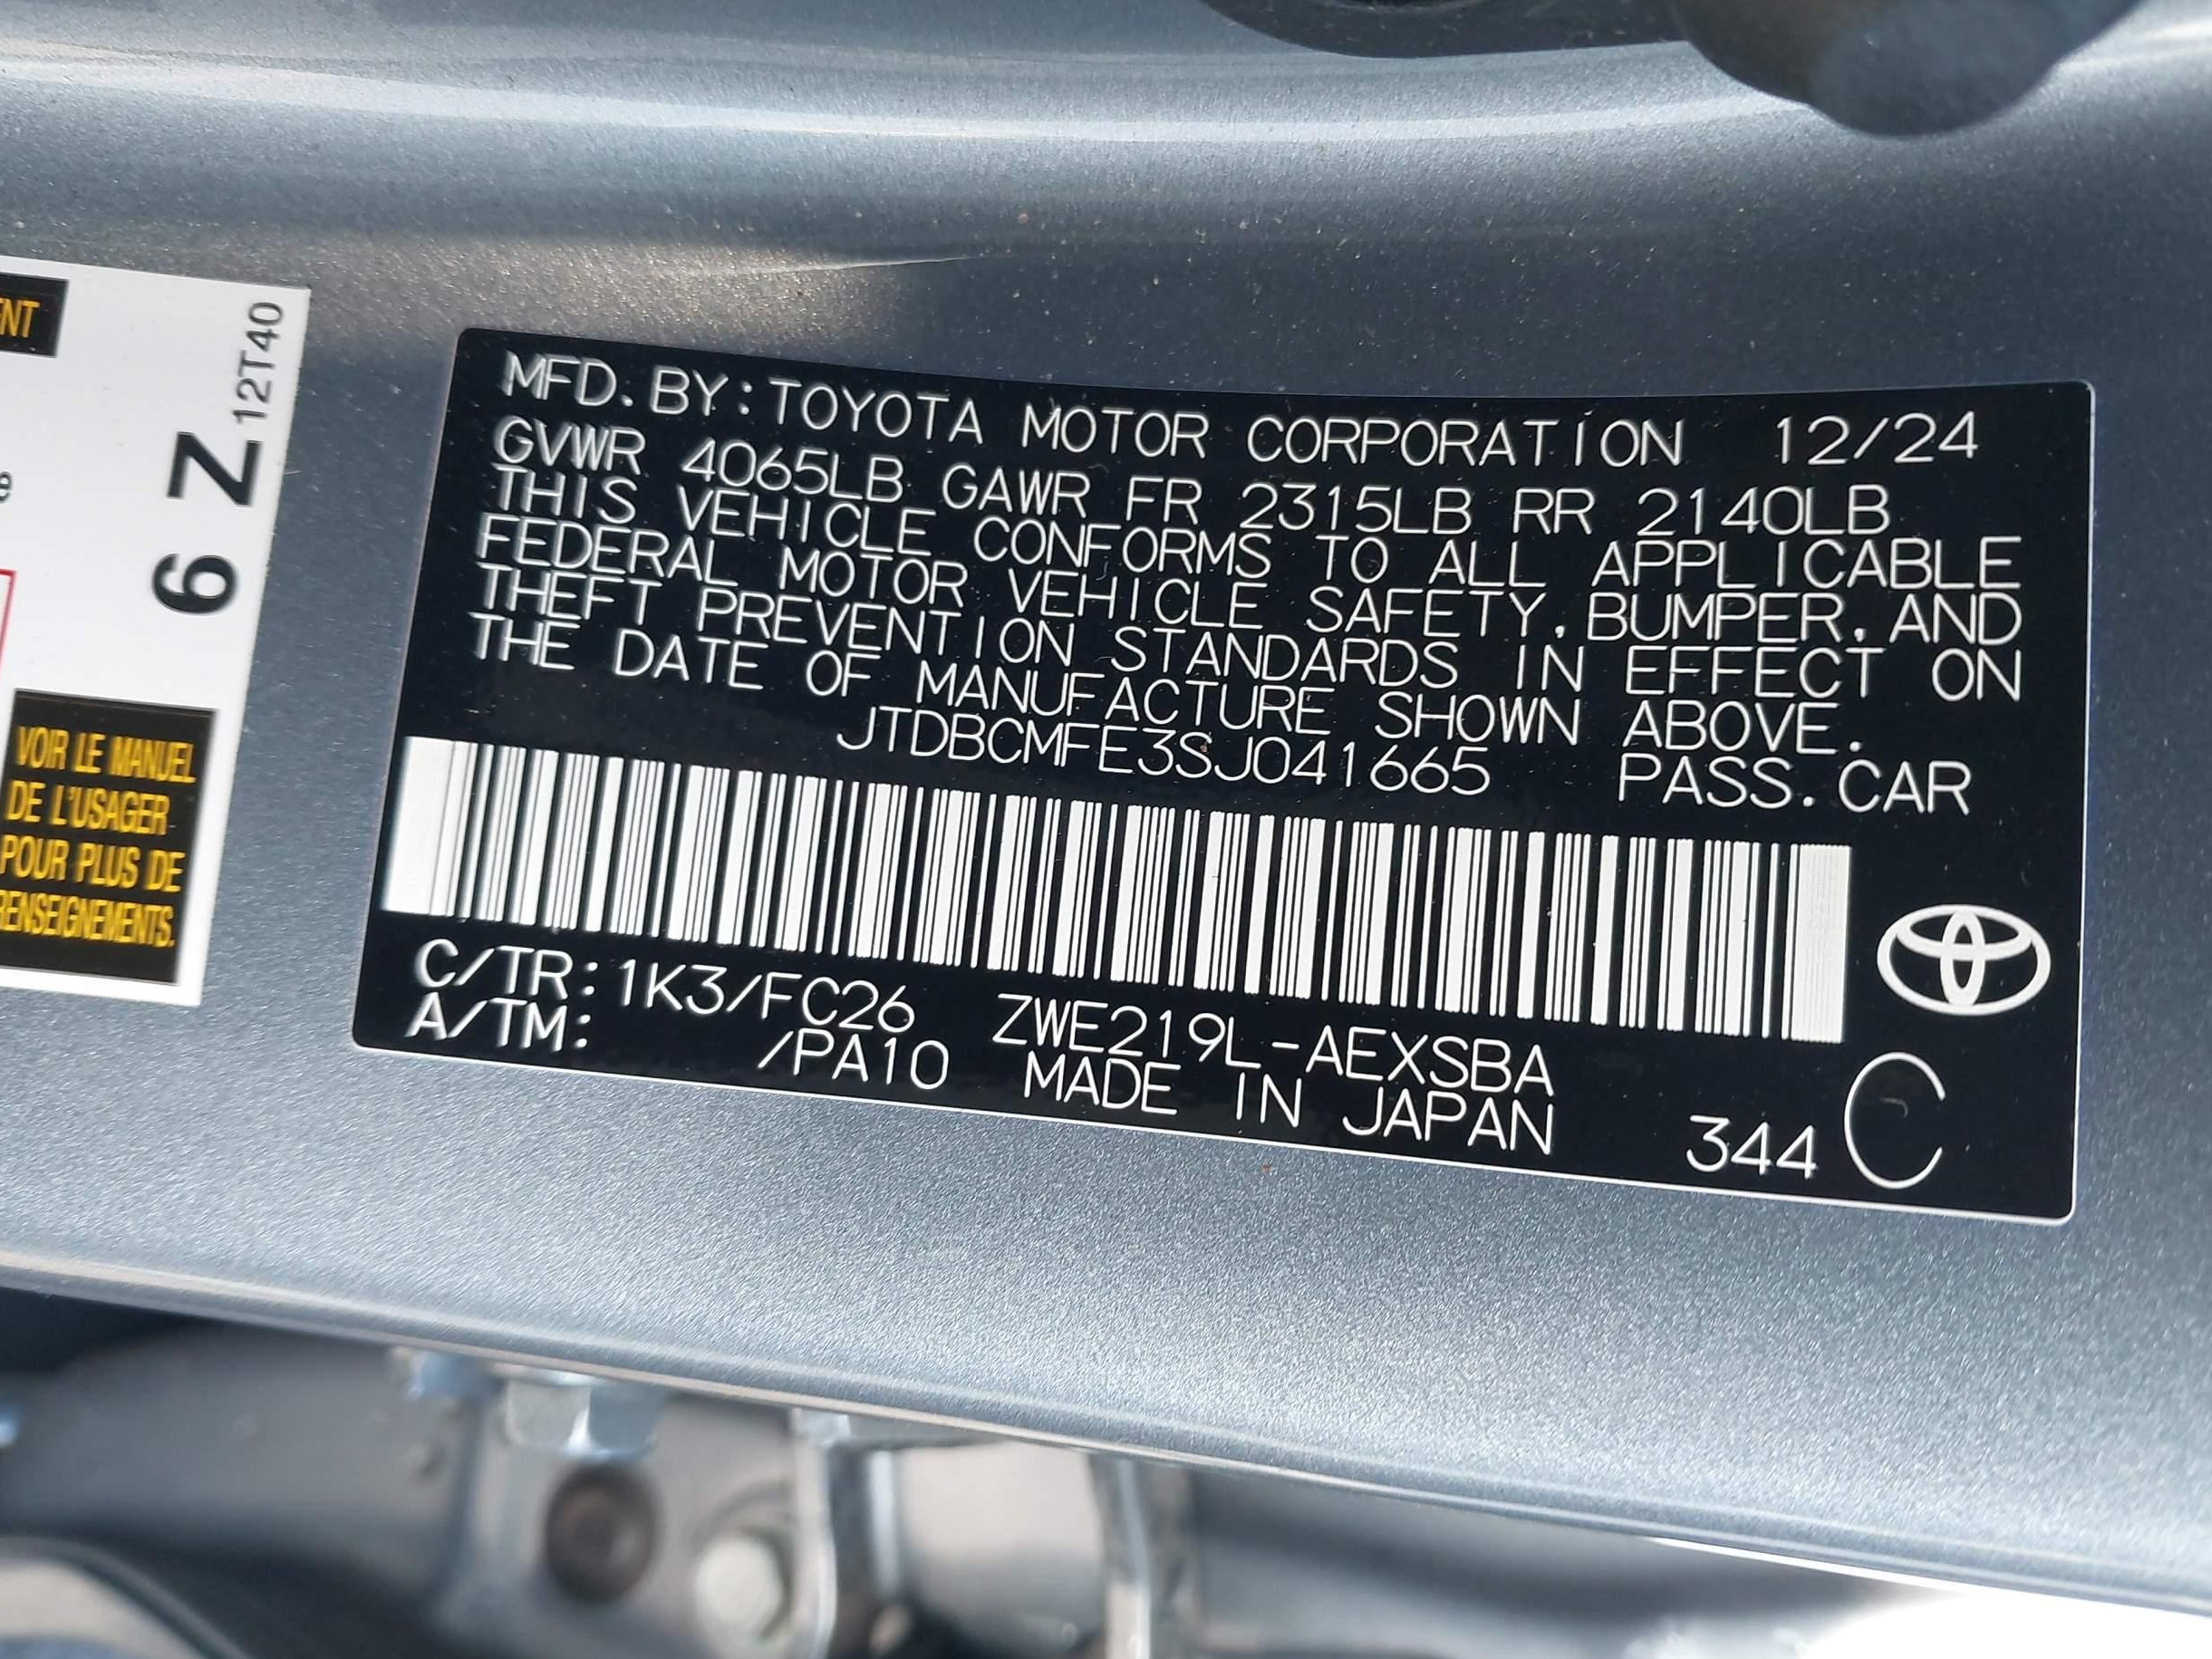 ENT
e
6 Z 12T40
VOR LE MANUEL
DE L'USAGER
POUR PLUS DE
RENSEIGNEMENTS.
MFD. BY: TOYOTA MOTOR CORPORATION 12/24
GVWR 4065LB GAWR FR 2315LB RR 2140LB
THIS VEHICLE CONFORMS TO ALL APPLICABLE
FEDERAL MOTOR VEHICLE SAFETY, BUMPER, AND
THEFT PREVENTION STANDARDS IN EFFECT ON
THE DATE OF MANUFACTURE SHOWN ABOVE.
JTDBCMFE3SJ041665 PASS. CAR
C/TR: 1K3/FC26 ZWE219L-AEXSBA
A/TM: /PA10 MADE IN JAPAN 344 C